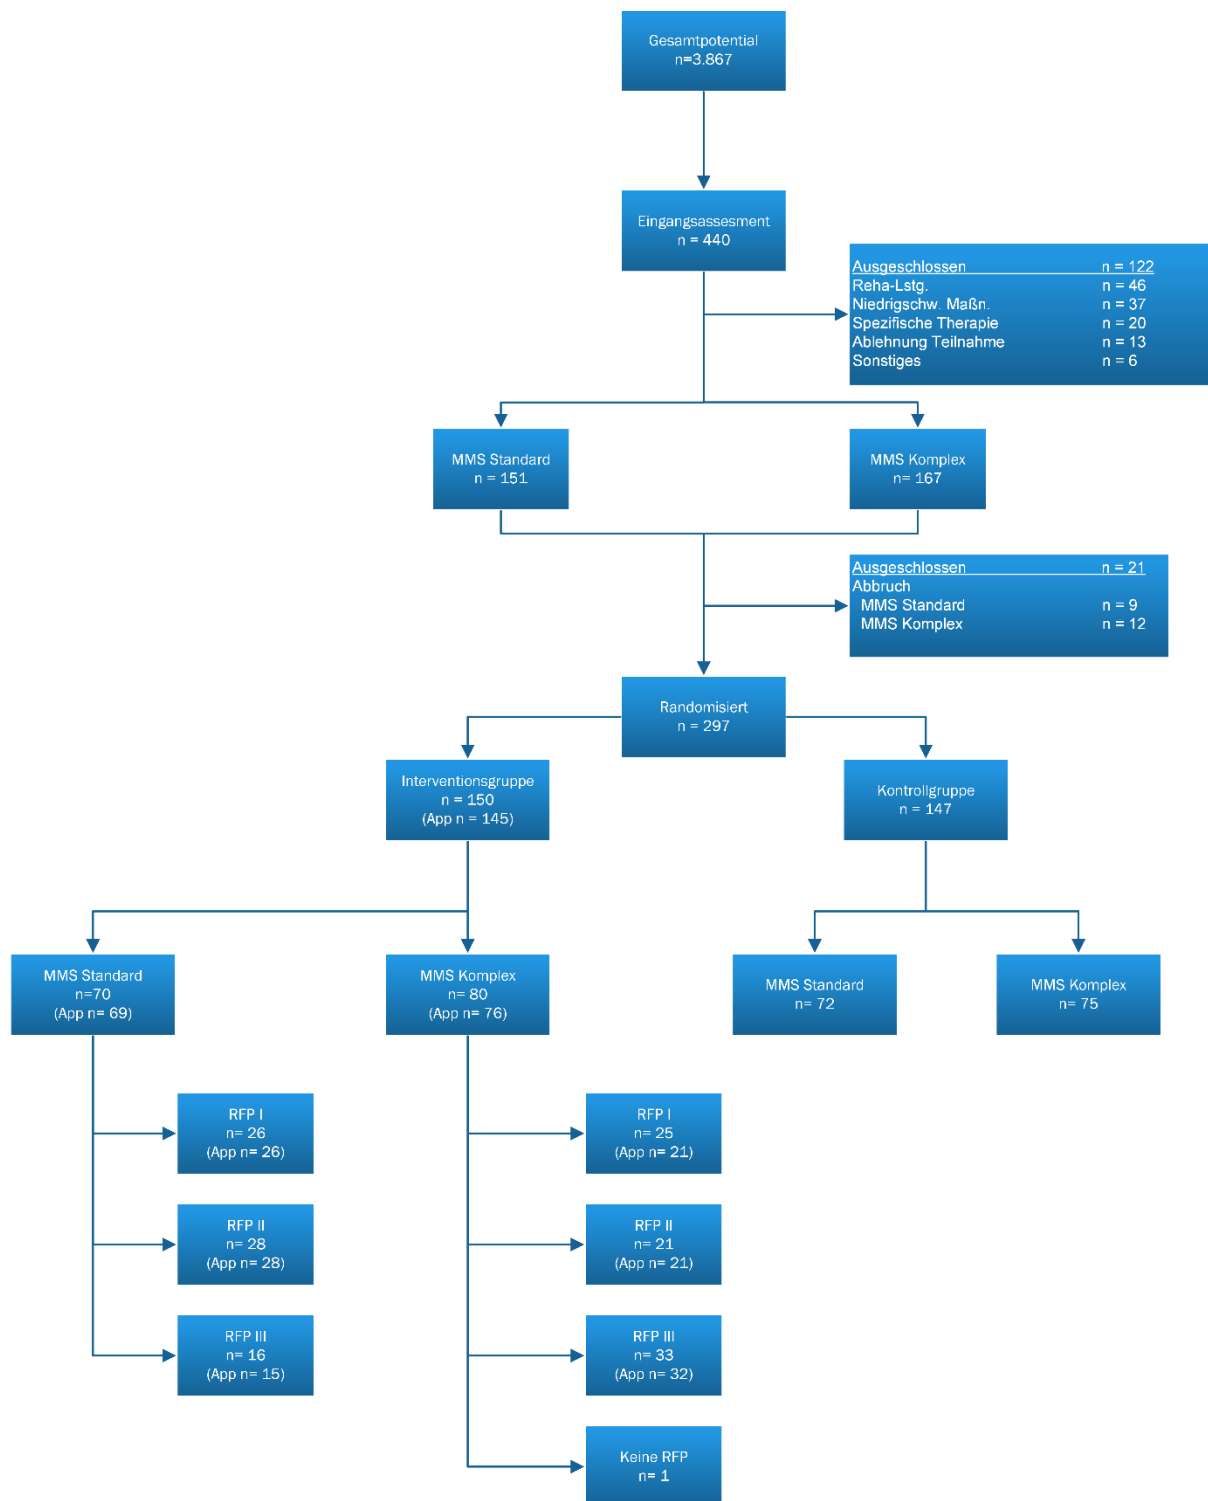 Gesamtpotential
n=3.867
Eingangsassesment
n = 440
Ausgeschlossen n = 122
Reha-Lstg. n = 46
Niedrigschw. Maßn. n = 37
Spezifische Therapie n = 20
Ablehnung Teilnahme n = 13
Sonstiges n = 6
MMS Standard
n = 151
MMS Komplex
n= 167
Ausgeschlossen n = 21
Abbruch
MMS Standard n = 9
MMS Komplex n = 12
Randomisiert
n = 297
Interventionsgruppe
n = 150
(App n = 145)
Kontrollgruppe
n = 147
MMS Standard
n=70
(App n= 69)
MMS Komplex
n= 80
(App n= 76)
MMS Standard
n= 72
MMS Komplex
n= 75
RFP I
n= 26
(App n= 26)
RFP I
n= 25
(App n= 21)
RFP II
n= 28
(App n= 28)
RFP II
n= 21
(App n= 21)
RFP III
n= 16
(App n= 15)
RFP III
n= 33
(App n= 32)
Keine RFP
n= 1